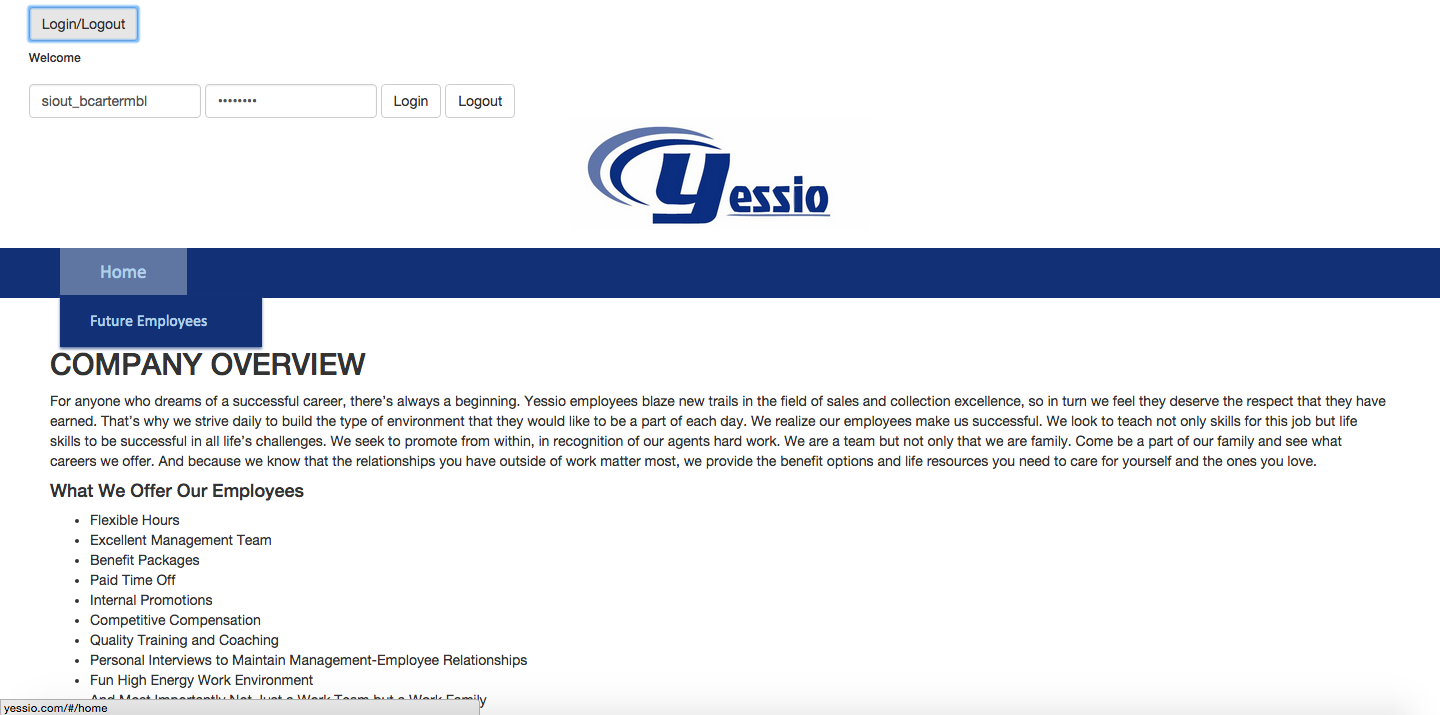 Login/Logout
Welcome
siout_bcartermbl •••••••• Login Logout
Yessio
Home
Future Employees
COMPANY OVERVIEW
For anyone who dreams of a successful career, there's always a beginning. Yessio employees blaze new trails in the field of sales and collection excellence, so in turn we feel they deserve the respect that they have
earned. That's why we strive daily to build the type of environment that they would like to be a part of each day. We realize our employees make us successful. We look to teach not only skills for this job but life
skills to be successful in all life's challenges. We seek to promote from within, in recognition of our agents hard work. We are a team but not only that we are family. Come be a part of our family and see what
careers we offer. And because we know that the relationships you have outside of work matter most, we provide the benefit options and life resources you need to care for yourself and the ones you love.
What We Offer Our Employees
• Flexible Hours
• Excellent Management Team
• Benefit Packages
• Paid Time Off
• Internal Promotions
• Competitive Compensation
• Quality Training and Coaching
• Personal Interviews to Maintain Management-Employee Relationships
• Fun High Energy Work Environment
And Most Importantly Not Just a Work Team but a Work Family
yessio.com/#/home